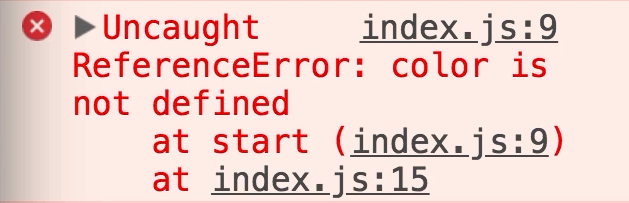 ▶Uncaught index.js:9
ReferenceError: color is
not defined
at start (index.js:9)
at index.js:15